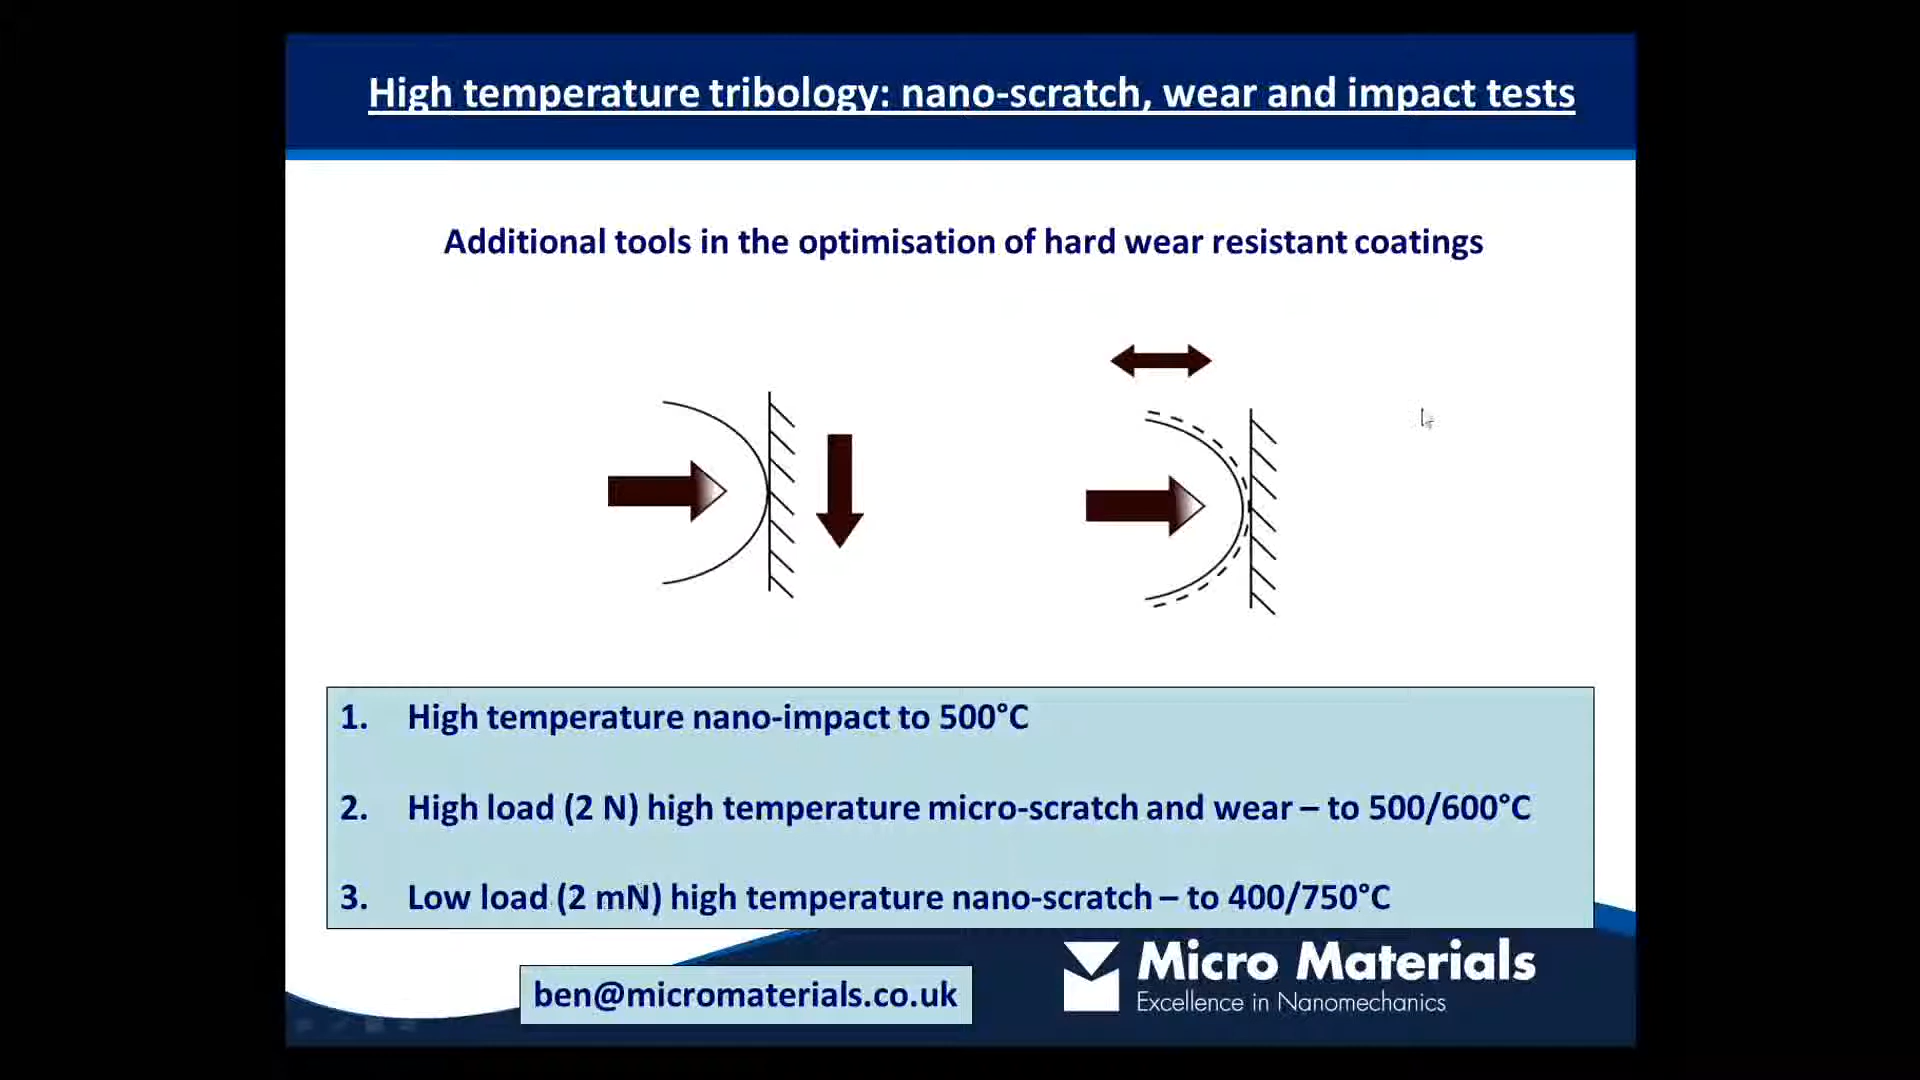 High temperature tribology: nano-scratch, wear and impact tests
Additional tools in the optimisation of hard wear resistant coatings
1. High temperature nano-impact to 500°C
2. High load (2 N) high temperature micro-scratch and wear – to 500/600°C
3. Low load (2 mN) high temperature nano-scratch – to 400/750°C
ben@micromaterials.co.uk
Micro Materials
Excellence in Nanomechanics